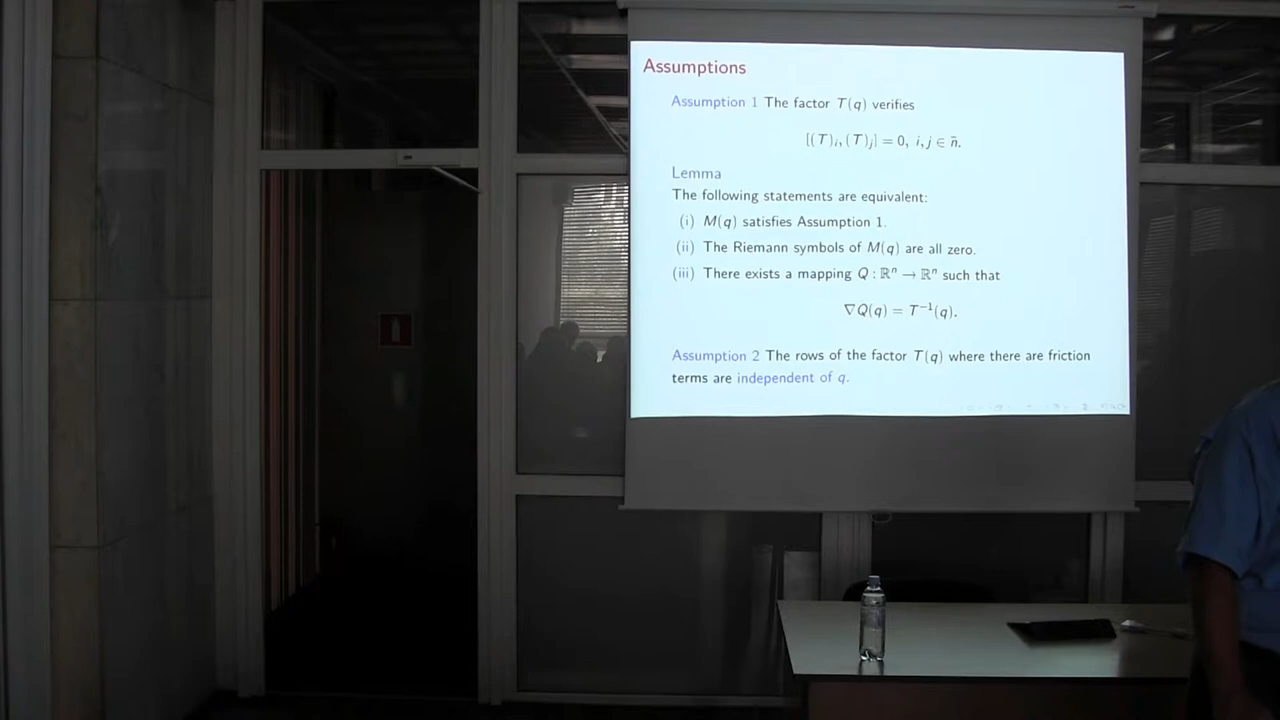 Assumptions
Assumption 1 The factor T(q) verifies
[(T)ᵢ, (T)ⱼ] = 0, i, j ∈ n̄.
Lemma
The following statements are equivalent:
(i) M(q) satisfies Assumption 1.
(ii) The Riemann symbols of M(q) are all zero.
(iii) There exists a mapping Q : ℝⁿ → ℝⁿ such that
∇Q(q) = T⁻¹(q).
Assumption 2 The rows of the factor T(q) where there are friction
terms are independent of q.